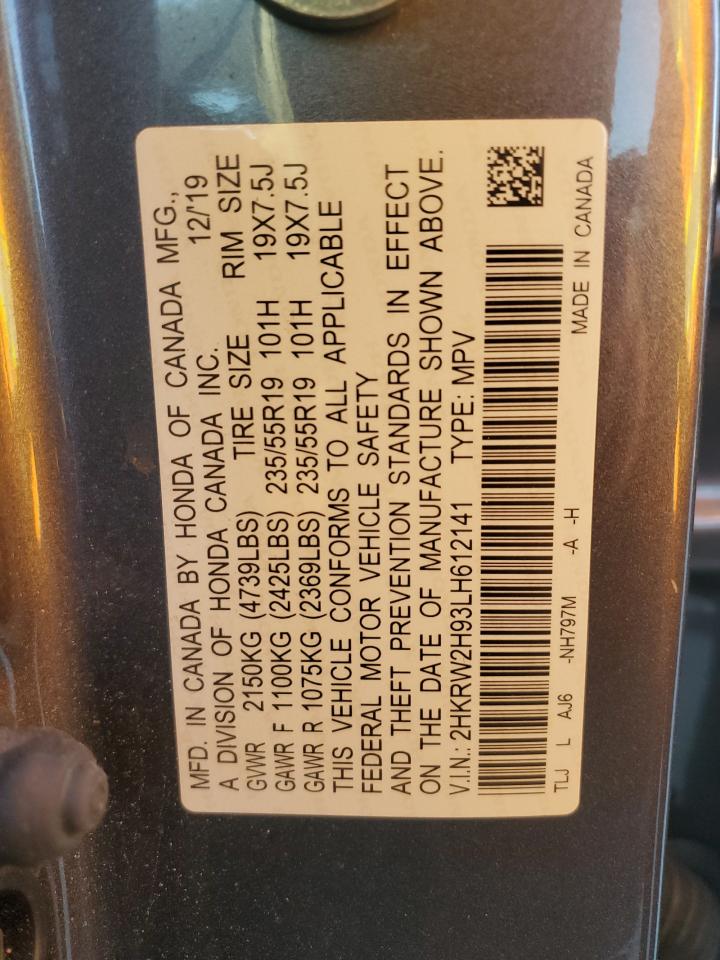 MFD. IN CANADA BY HONDA OF CANADA MFG.,
A DIVISION OF HONDA CANADA INC. 12/'19
GVWR 2150KG (4739LBS) TIRE SIZE RIM SIZE
GAWR F 1100KG (2425LBS) 235/55R19 101H 19X7.5J
GAWR R 1075KG (2369LBS) 235/55R19 101H 19X7.5J
THIS VEHICLE CONFORMS TO ALL APPLICABLE
FEDERAL MOTOR VEHICLE SAFETY
AND THEFT PREVENTION STANDARDS IN EFFECT
ON THE DATE OF MANUFACTURE SHOWN ABOVE.
V.I.N.: 2HKRW2H93LH612141 TYPE: MPV
TLJ L AJ6 -NH797M -A -H MADE IN CANADA